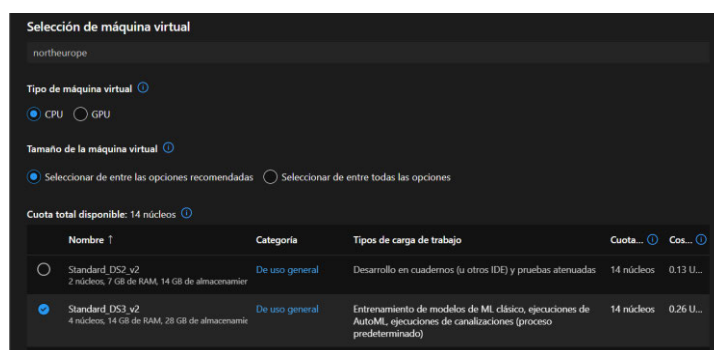 Selección de máquina virtual
northeurope
Tipo de máquina virtual
CPU GPU
Tamaño de la máquina virtual
Seleccionar de entre las opciones recomendadas Seleccionar de entre todas las opciones
Cuota total disponible: 14 núcleos
Nombre ↑ Categoría Tipos de carga de trabajo Cuota... Cos...
Standard_DS2_v2 De uso general Desarrollo en cuadernos (u otros IDE) y pruebas atenuadas 14 núcleos 0.13 U...
2 núcleos, 7 GB de RAM, 14 GB de almacenamier
Standard_DS3_v2 De uso general Entrenamiento de modelos de ML clásico, ejecuciones de 14 núcleos 0.26 U...
4 núcleos, 14 GB de RAM, 28 GB de almacenamie AutoML, ejecuciones de canalizaciones (proceso
predeterminado)